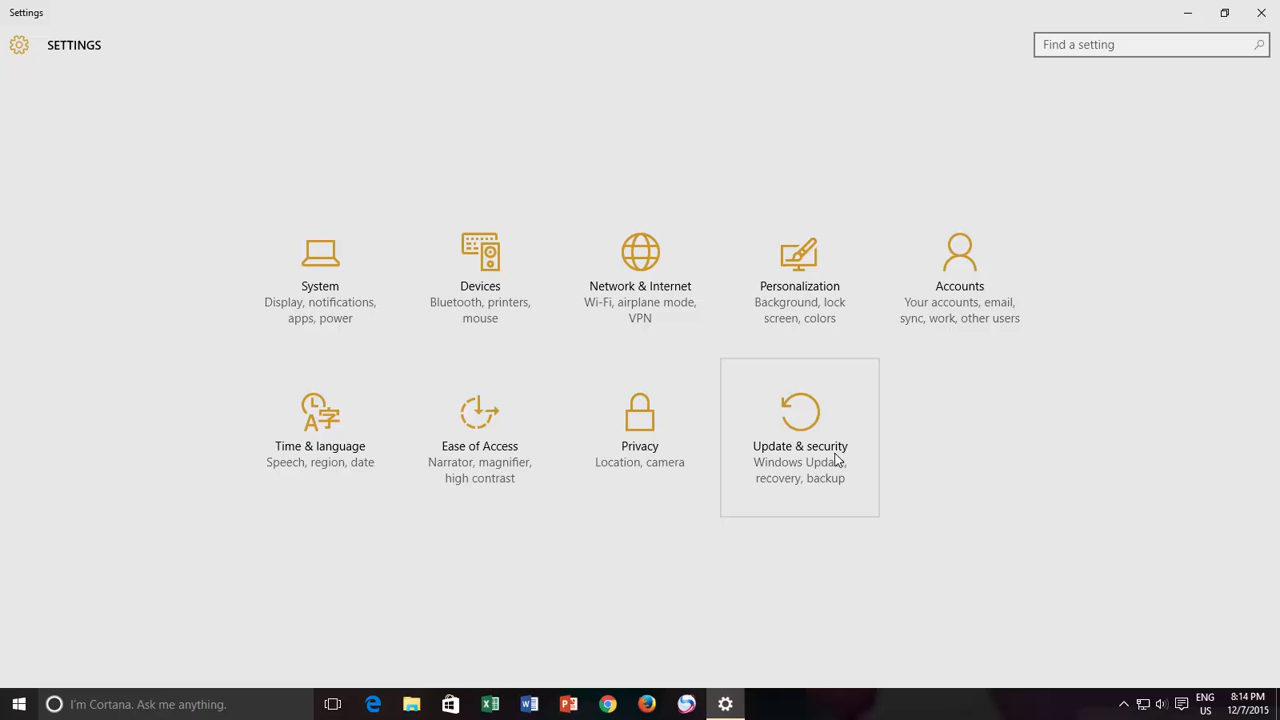 Settings
SETTINGS
Find a setting
System
Display, notifications,
apps, power
Devices
Bluetooth, printers,
mouse
Network & Internet
Wi-Fi, airplane mode,
VPN
Personalization
Background, lock
screen, colors
Accounts
Your accounts, email,
sync, work, other users
Time & language
Speech, region, date
Ease of Access
Narrator, magnifier,
high contrast
Privacy
Location, camera
Update & security
Windows Update,
recovery, backup
I'm Cortana. Ask me anything.
ENG
US
8:14 PM
12/7/2015